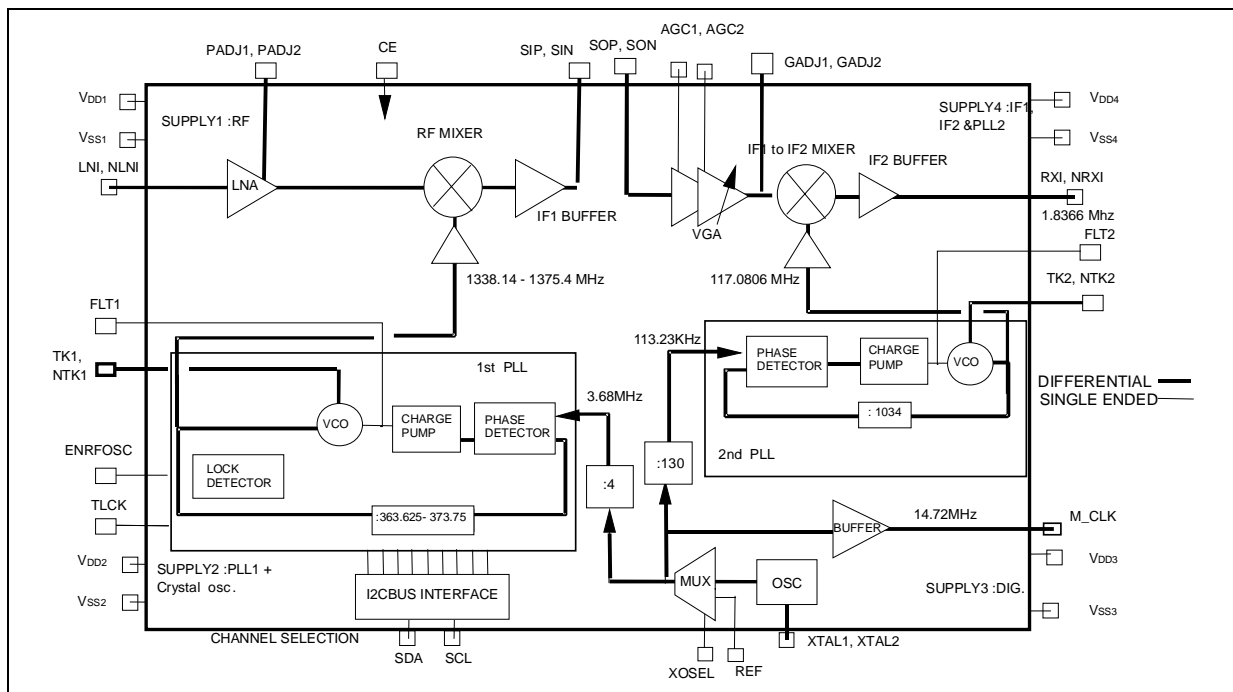 AGC1, AGC2
PADJ1, PADJ2
CE
SIP, SIN
SOP, SON
GADJ1, GADJ2
VDD1
SUPPLY1 :RF
SUPPLY4 :IF1,
IF2 &PLL2
VDD4
VSS1
RF MIXER
IF1 to IF2 MIXER
VSS4
IF2 BUFFER
LNI, NLNI
LNA
RXI, NRXI
IF1 BUFFER
VGA
1.8366 Mhz
FLT2
1338.14 - 1375.4 MHz
117.0806 MHz
TK2, NTK2
FLT1
113.23KHz
TK1,
NTK1
1st PLL
PHASE
DETECTOR
CHARGE
PUMP
VCO
DIFFERENTIAL
SINGLE ENDED
3.68MHz
VCO
CHARGE
PUMP
PHASE
DETECTOR
: 1034
ENRFOSC
LOCK
DETECTOR
:4
:130
2nd PLL
TLCK
:363.625- 373.75
BUFFER
14.72MHz
M_CLK
VDD2
SUPPLY2 :PLL1 +
Crystal osc.
MUX
OSC
VDD3
I2CBUS INTERFACE
SUPPLY3 :DIG.
VSS2
VSS3
CHANNEL SELECTION
SDA
SCL
XOSEL
REF
XTAL1, XTAL2